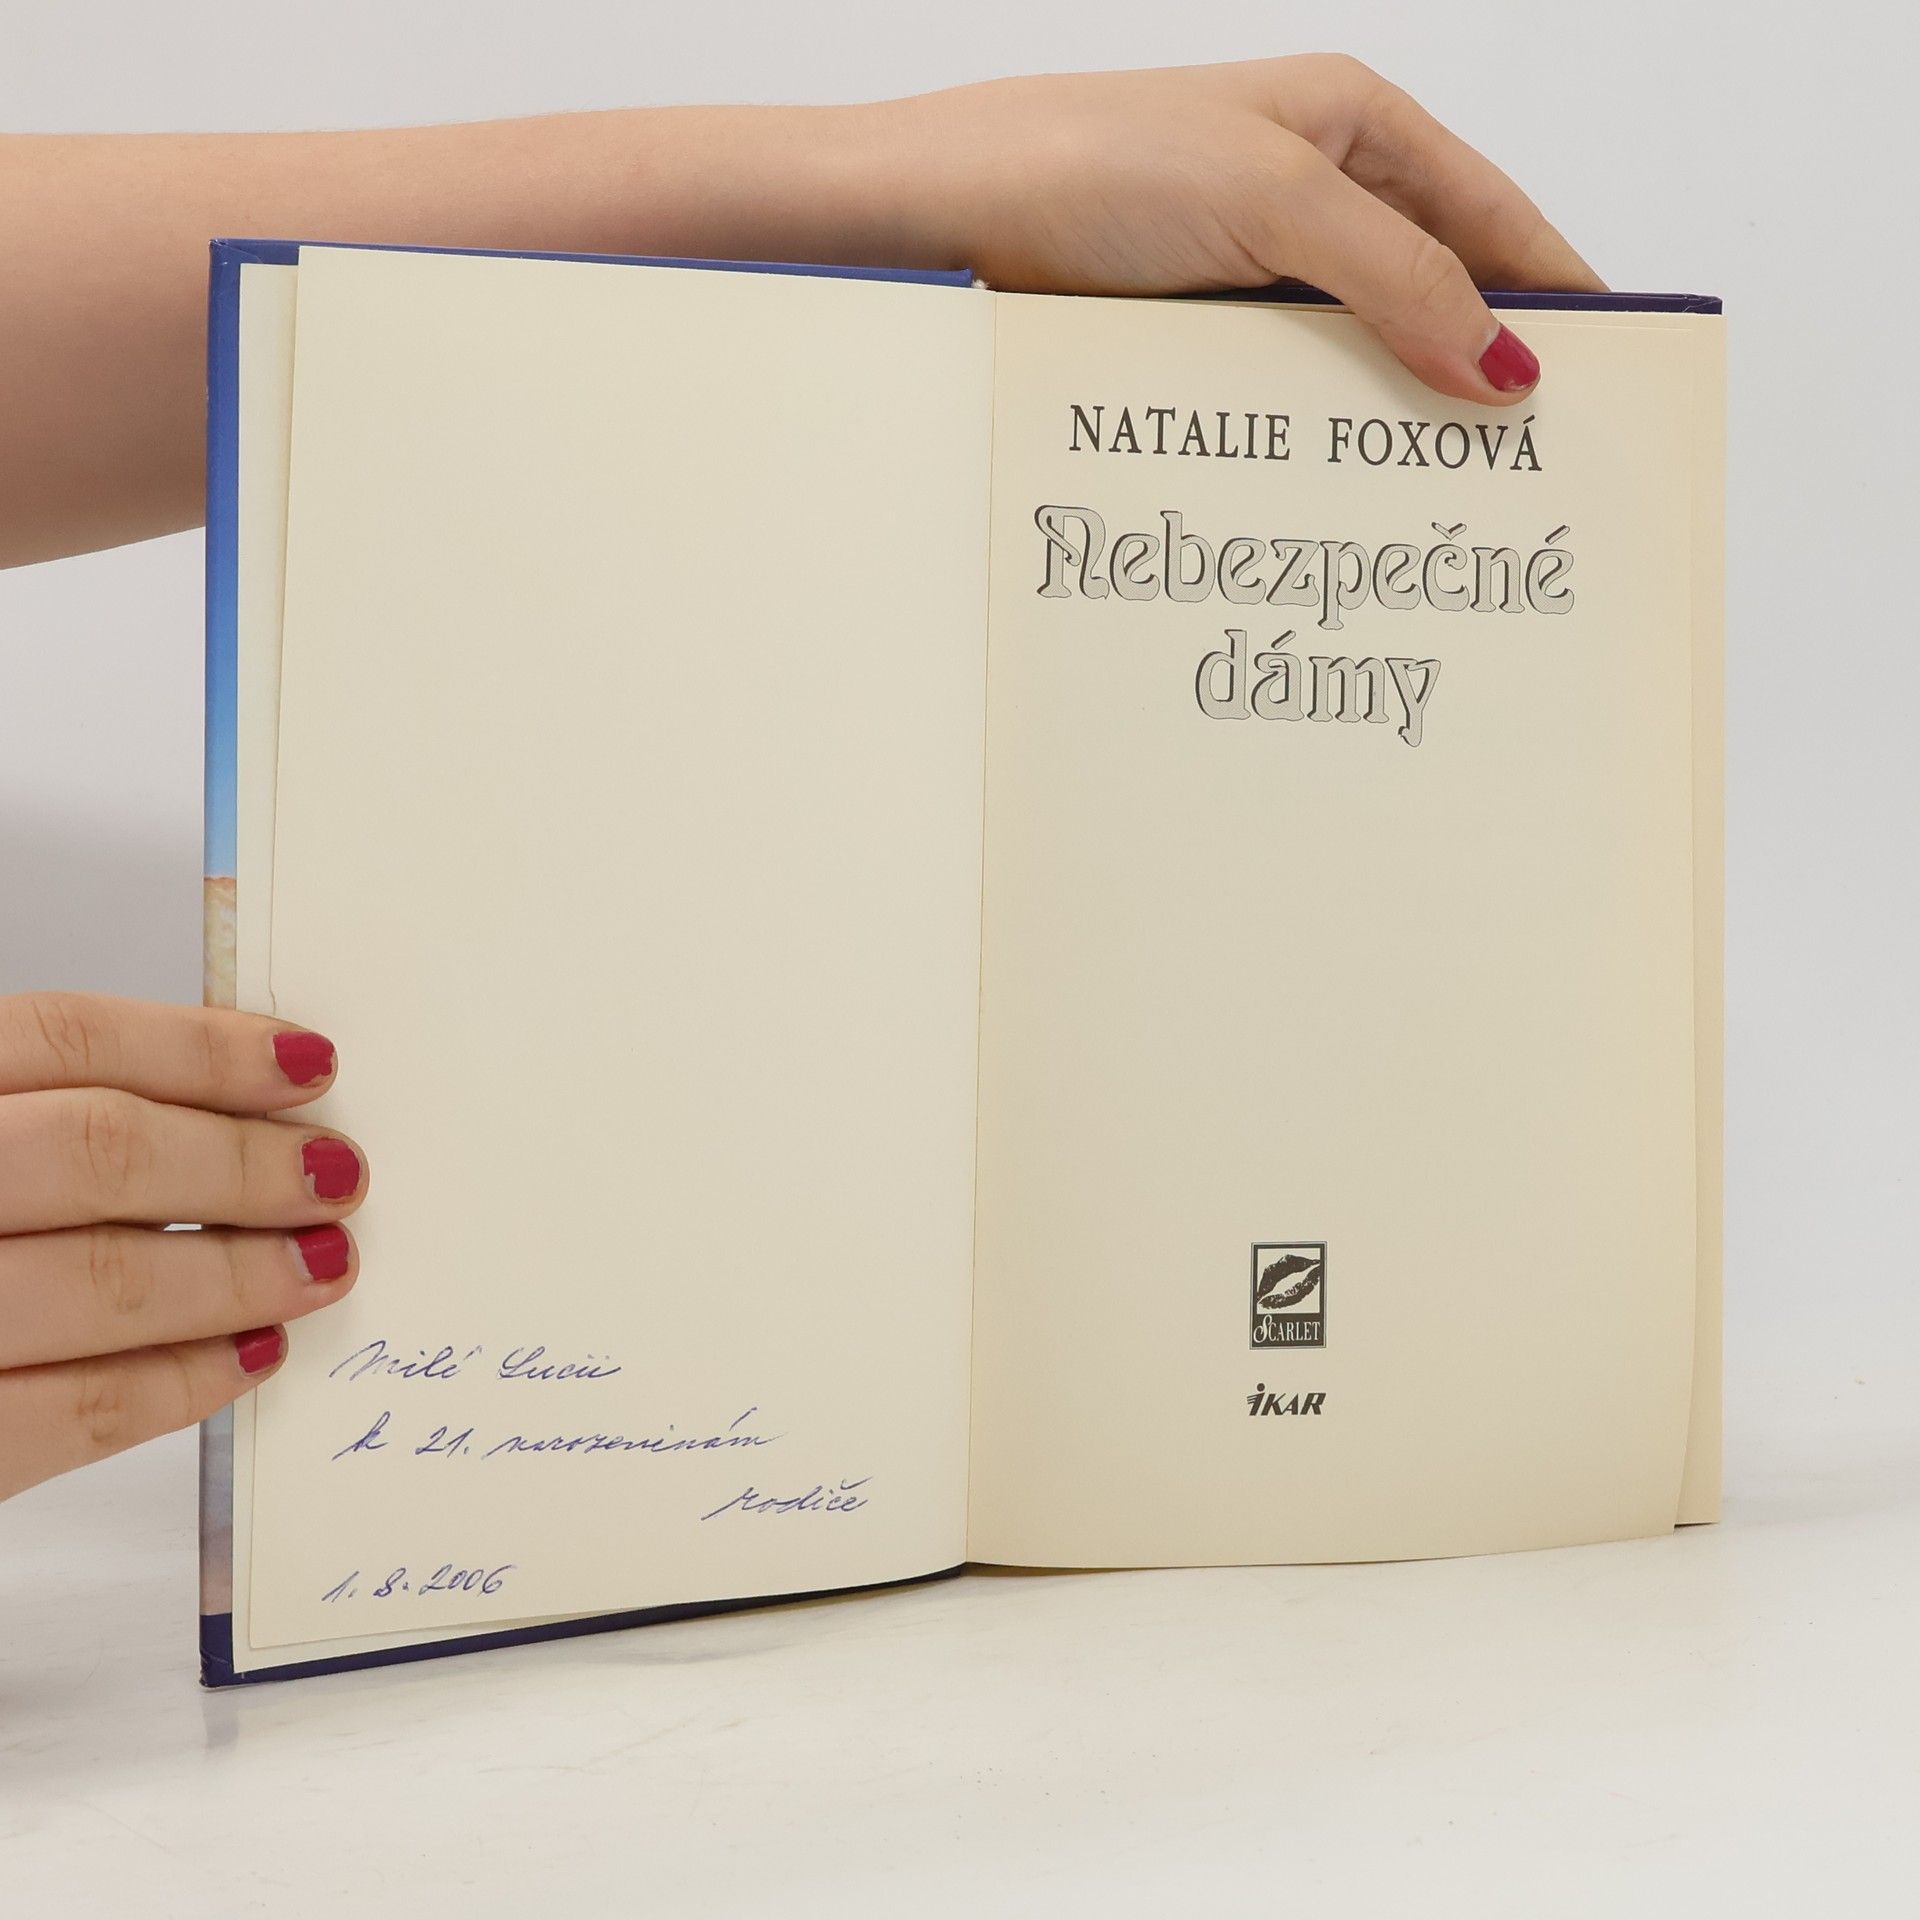 Milé Lucii
k 21. narozeninám
rodiče
1. 8. 2006
NATALIE FOXOVÁ
Nebezpečné
dámy
SCARLET
iKAR